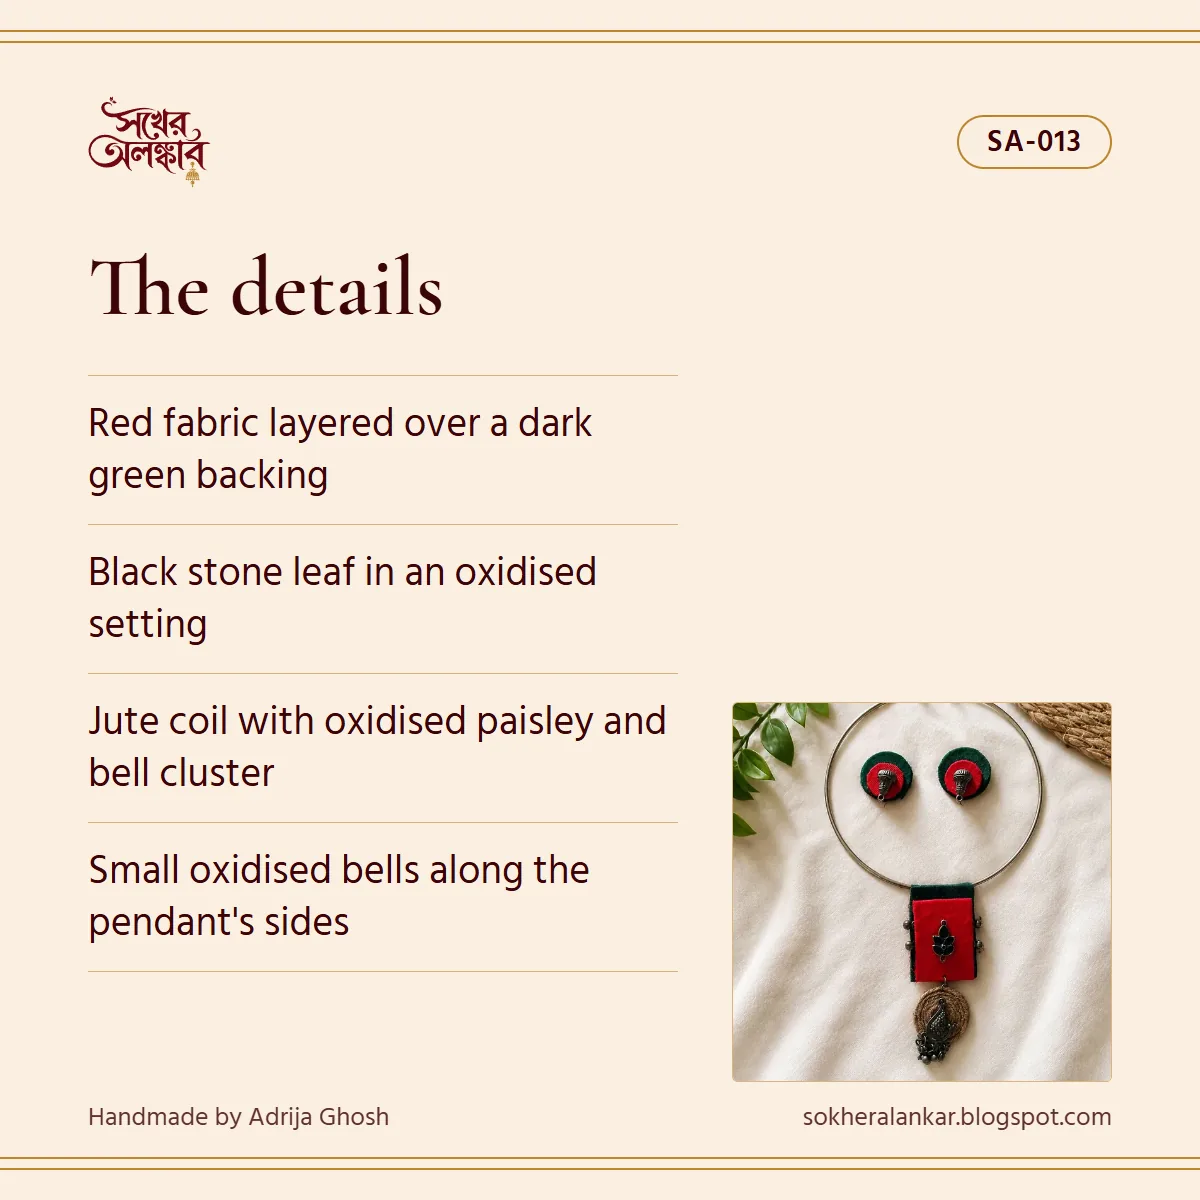 সখের
অলঙ্কার
SA-013
The details
Red fabric layered over a dark
green backing
Black stone leaf in an oxidised
setting
Jute coil with oxidised paisley and
bell cluster
Small oxidised bells along the
pendant's sides
Handmade by Adrija Ghosh
sokheralankar.blogspot.com